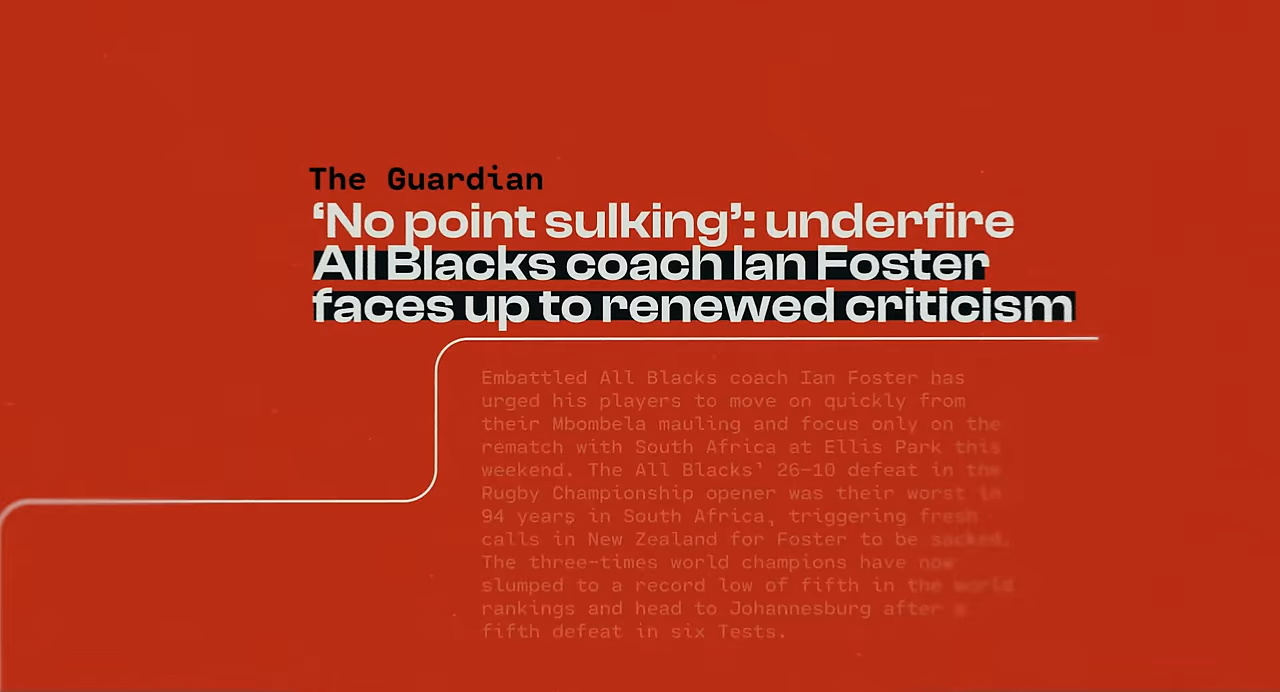 The Guardian
‘No point sulking’: underfire
All Blacks coach Ian Foster
faces up to renewed criticism
Embattled All Blacks coach Ian Foster has
urged his players to move on quickly from
their Mbombela mauling and focus only on the
rematch with South Africa at Ellis Park this
weekend. The All Blacks’ 26–10 defeat in the
Rugby Championship opener was their worst in
94 years in South Africa, triggering fresh
calls in New Zealand for Foster to be sacked.
The three-times world champions have now
slumped to a record low of fifth in the world
rankings and head to Johannesburg after a
fifth defeat in six Tests.